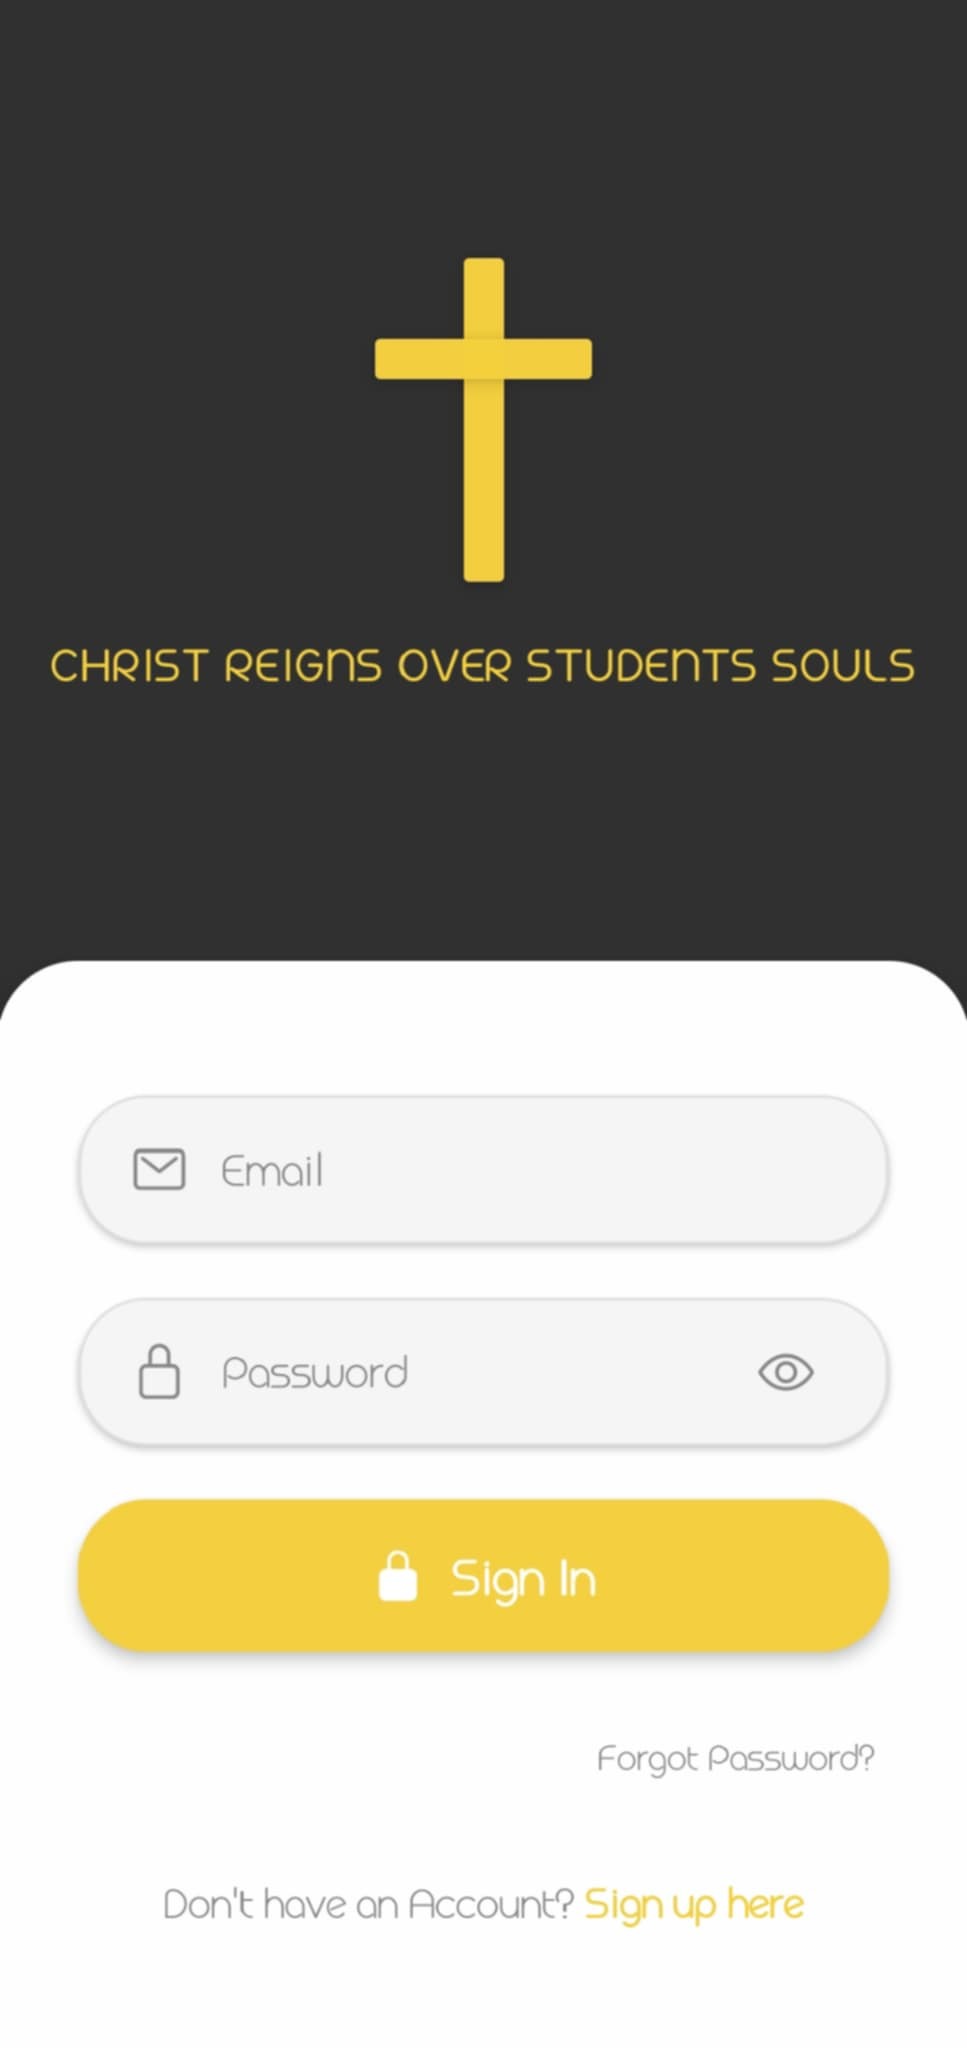 CHRIST REIGNS OVER STUDENTS SOULS
Email
Password
Sign In
Forgot Password?
Don't have an Account? Sign up here